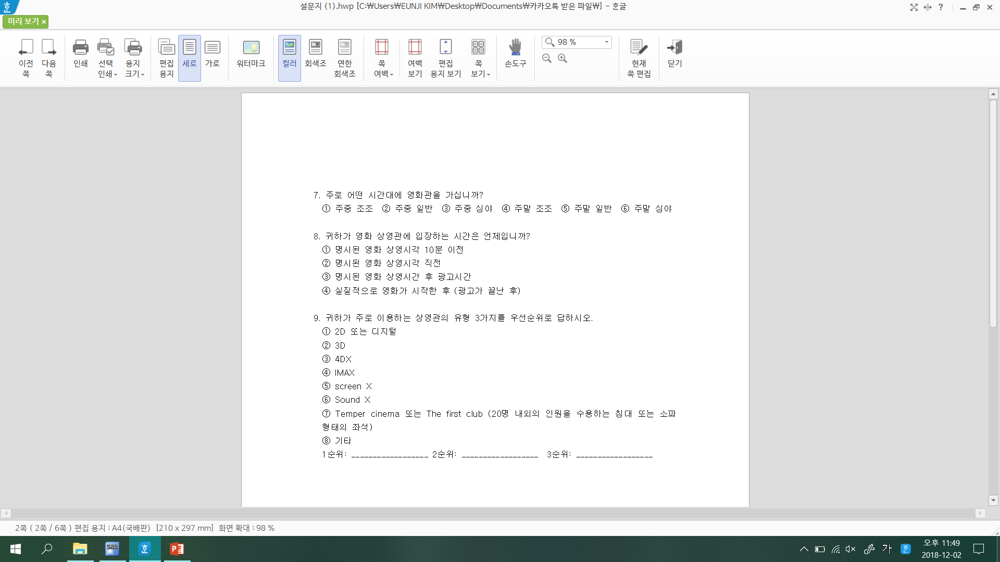 설문지 (1).hwp [C:₩Users₩EUNJI KIM₩Desktop₩Documents₩카카오톡 받은 파일₩] - 흔글
미리 보기 ×
이전 쪽
다음 쪽
인쇄
선택 인쇄
용지 크기
편집 용지
세로
가로
워터마크
컬러
회색조
연한 회색조
쪽 여백
여백 보기
편집 용지 보기
쪽 보기
손도구
98 %
현재 쪽 편집
닫기
7. 주로 어떤 시간대에 영화관을 가십니까?
① 주중 조조 ② 주중 일반 ③ 주중 심야 ④ 주말 조조 ⑤ 주말 일반 ⑥ 주말 심야
8. 귀하가 영화 상영관에 입장하는 시간은 언제입니까?
① 명시된 영화 상영시각 10분 이전
② 명시된 영화 상영시각 직전
③ 명시된 영화 상영시간 후 광고시간
④ 실질적으로 영화가 시작한 후 (광고가 끝난 후)
9. 귀하가 주로 이용하는 상영관의 유형 3가지를 우선순위로 답하시오.
① 2D 또는 디지털
② 3D
③ 4DX
④ IMAX
⑤ screen X
⑥ Sound X
⑦ Temper cinema 또는 The first club (20명 내외의 인원을 수용하는 침대 또는 소파
형태의 좌석)
⑧ 기타
1순위: __________________ 2순위: __________________ 3순위: __________________
2쪽 ( 2쪽 / 6쪽 ) 편집 용지 : A4(국배판) [210 x 297 mm] 화면 확대 : 98 %
sas
가
오후 11:49
2018-12-02